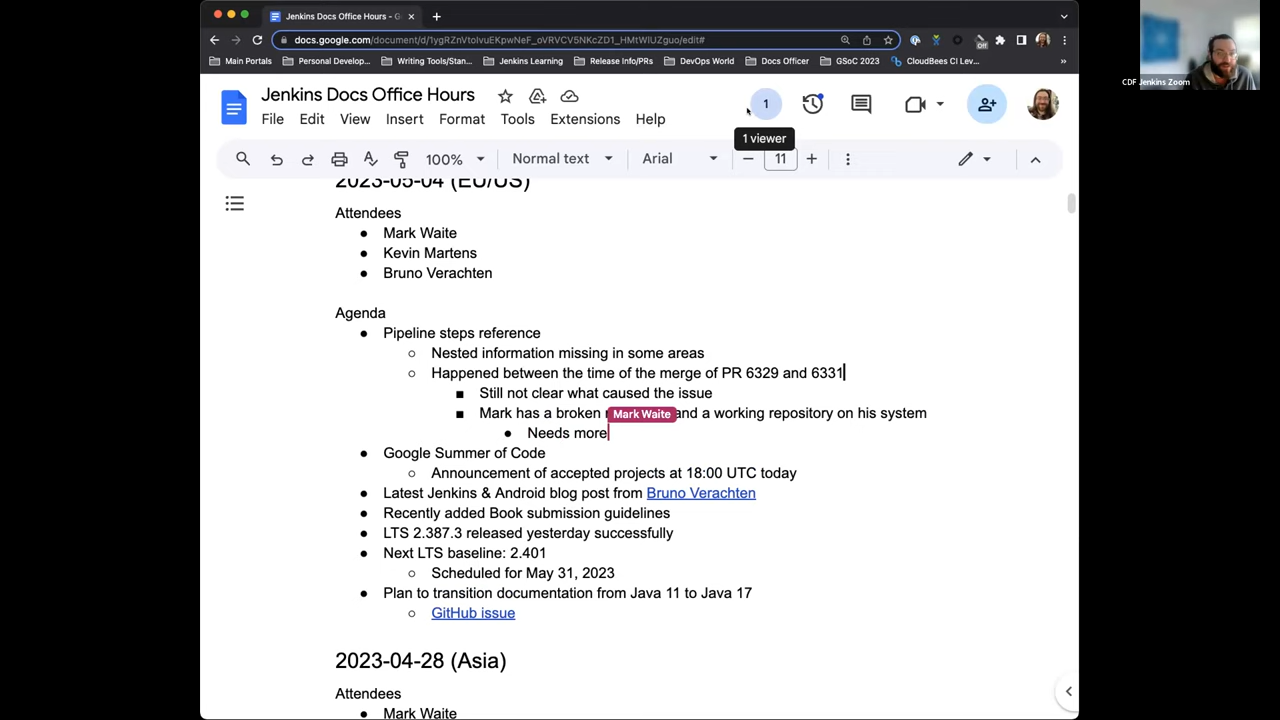 Jenkins Docs Office Hours - G
docs.google.com/document/d/1ygRZnVtoIvuEKpwNeF_oVRVCV5NKcZD1_HMtWIUZguo/edit#
Main Portals
Personal Develop...
Writing Tools/Stan...
Jenkins Learning
Release Info/PRs
DevOps World
Docs Officer
GSoC 2023
CloudBees CI Lev...
»
CDF Jenkins Zoom
Jenkins Docs Office Hours
1
File Edit View Insert Format Tools Extensions Help
1 viewer
100% Normal text Arial 11
2023-05-04 (EU/US)
Attendees
● Mark Waite
● Kevin Martens
● Bruno Verachten
Agenda
● Pipeline steps reference
○ Nested information missing in some areas
○ Happened between the time of the merge of PR 6329 and 6331
■ Still not clear what caused the issue
■ Mark has a broken and a working repository on his system
Mark Waite
● Needs more
● Google Summer of Code
○ Announcement of accepted projects at 18:00 UTC today
● Latest Jenkins & Android blog post from Bruno Verachten
● Recently added Book submission guidelines
● LTS 2.387.3 released yesterday successfully
● Next LTS baseline: 2.401
○ Scheduled for May 31, 2023
● Plan to transition documentation from Java 11 to Java 17
○ GitHub issue
2023-04-28 (Asia)
Attendees
● Mark Waite